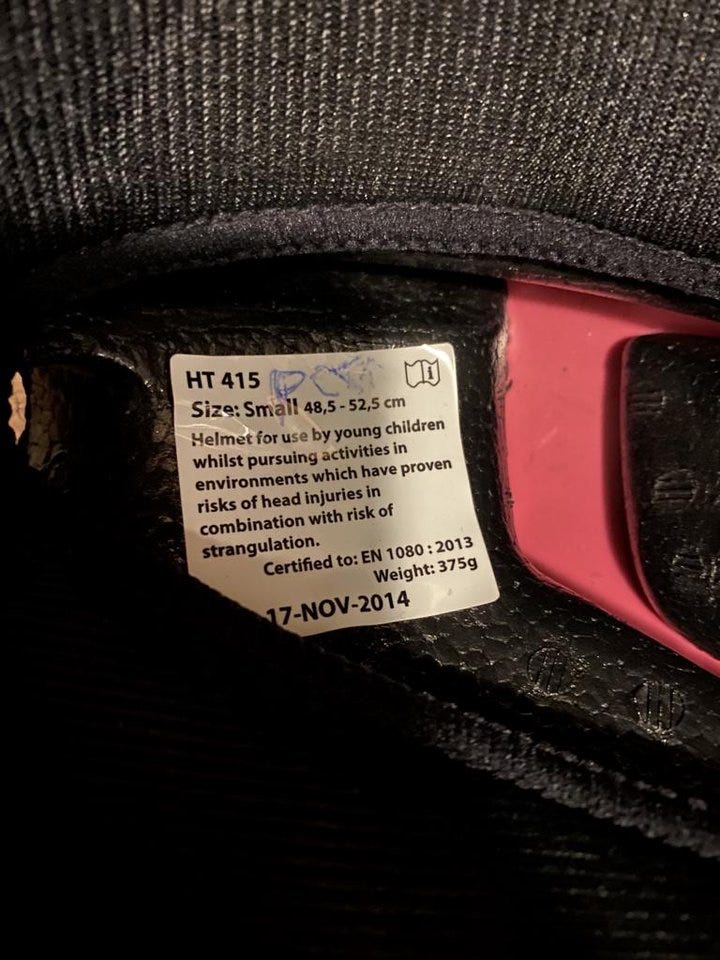 HT 415
Size: Small 48,5 - 52,5 cm
Helmet for use by young children
whilst pursuing activities in
environments which have proven
risks of head injuries in
combination with risk of
strangulation.
Certified to: EN 1080 : 2013
Weight: 375g
17-NOV-2014